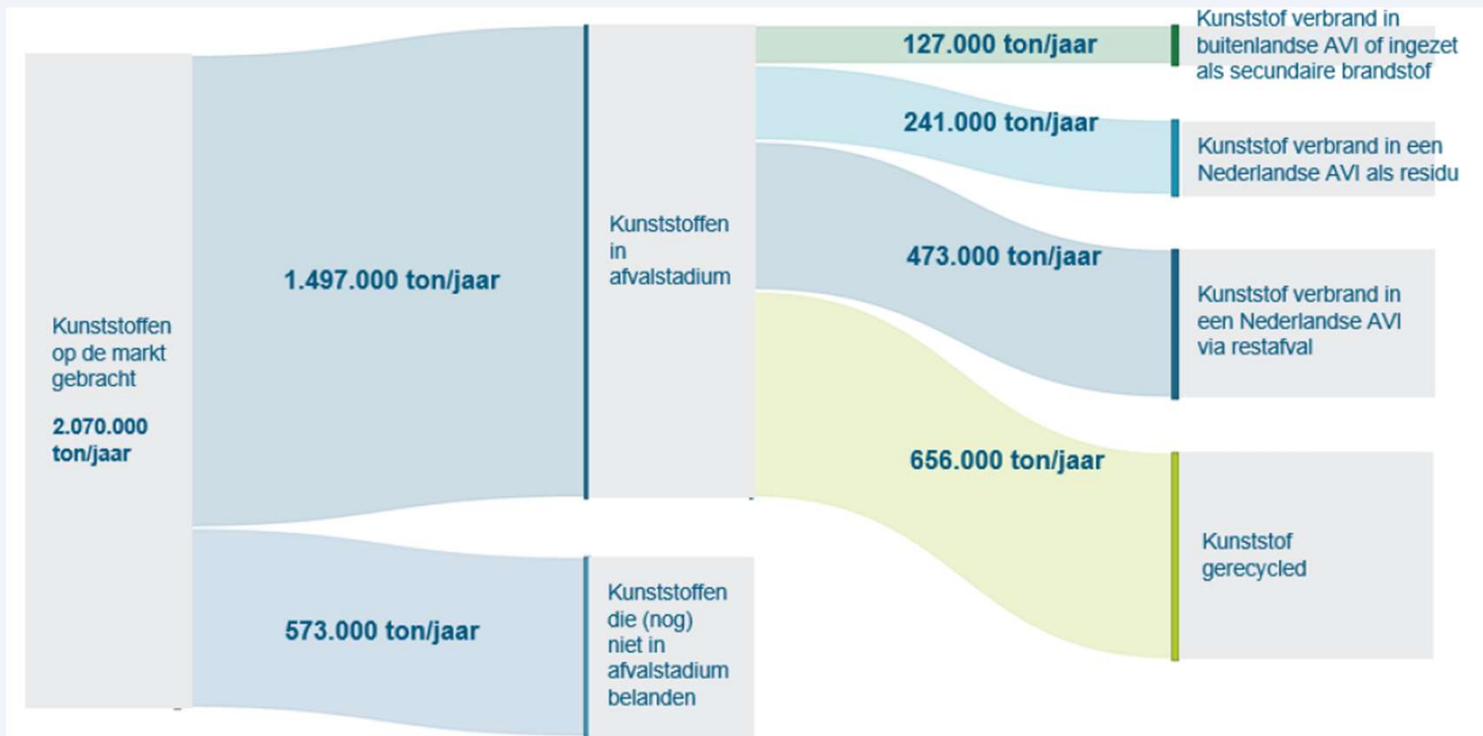 Kunststoffen
op de markt
gebracht
2.070.000
ton/jaar
1.497.000 ton/jaar
573.000 ton/jaar
Kunststoffen
in
afvalstadium
Kunststoffen
die (nog)
niet in
afvalstadium
belanden
127.000 ton/jaar
241.000 ton/jaar
473.000 ton/jaar
656.000 ton/jaar
Kunststof verbrand in
buitenlandse AVI of ingezet
als secundaire brandstof
Kunststof verbrand in een
Nederlandse AVI als residu
Kunststof verbrand in
een Nederlandse AVI
via restafval
Kunststof
gerecycled